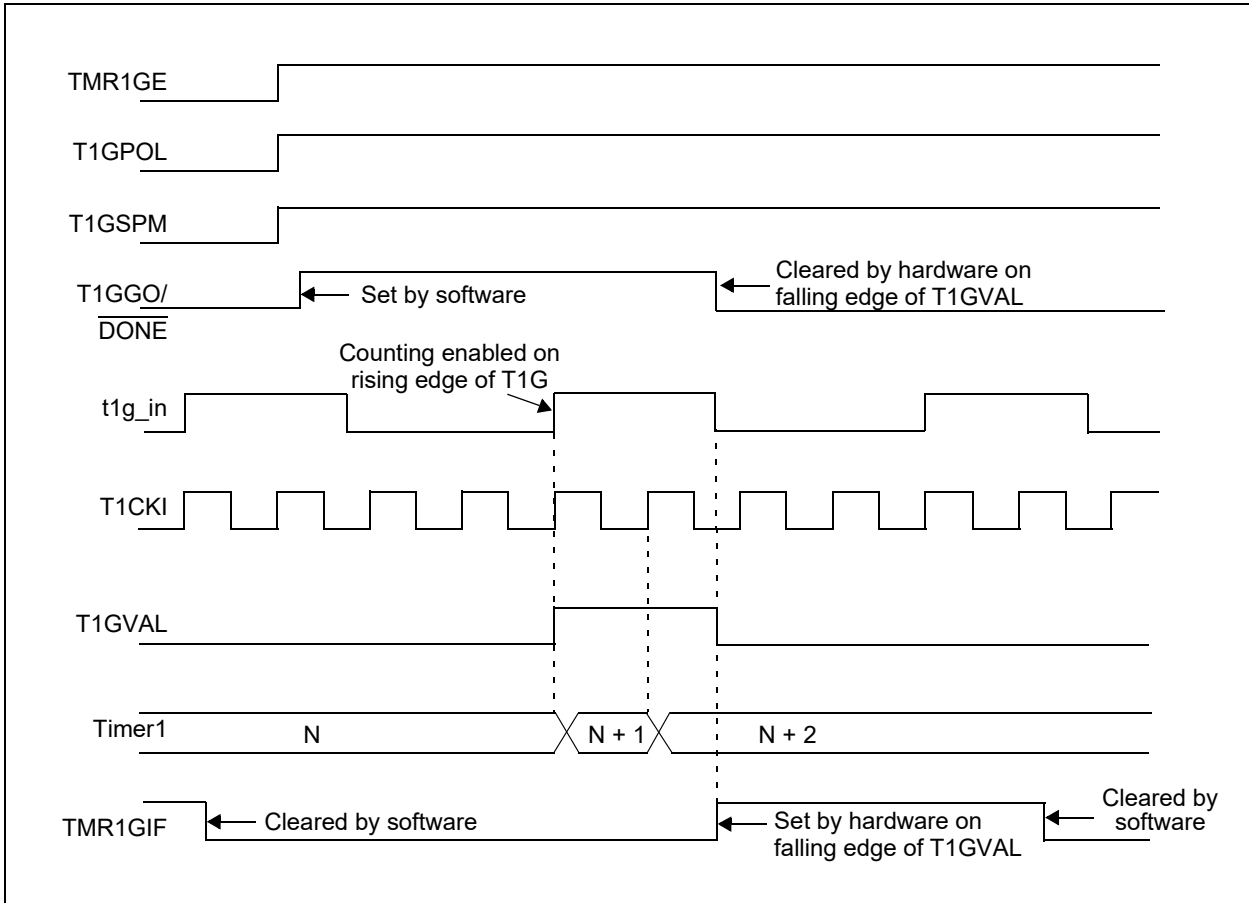 TMR1GE
T1GPOL
T1GSPM
T1GGO/
DONE
Set by software
Cleared by hardware on
falling edge of T1GVAL
Counting enabled on
rising edge of T1G
t1g_in
T1CKI
T1GVAL
Timer1
N
N + 1
N + 2
TMR1GIF
Cleared by software
Set by hardware on
falling edge of T1GVAL
Cleared by
software